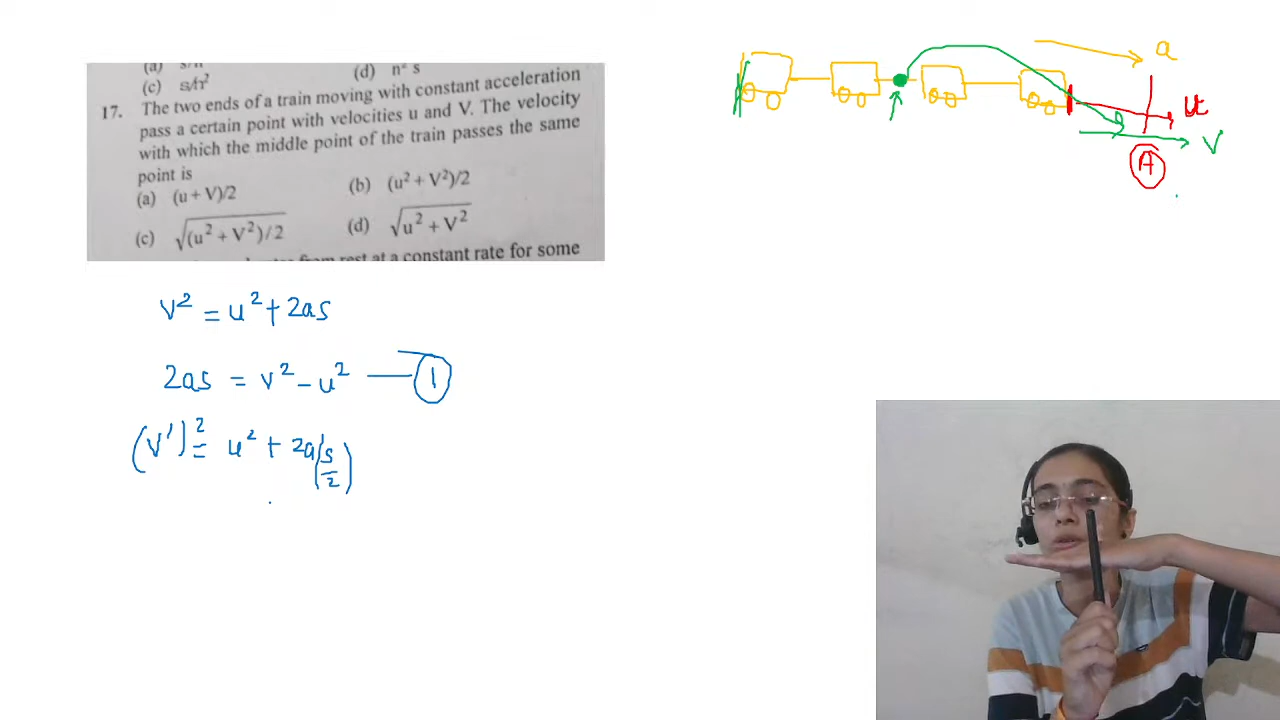 (a) s/n
(d) n² s
(c) s/n²
17. The two ends of a train moving with constant acceleration
pass a certain point with velocities u and V. The velocity
with which the middle point of the train passes the same
point is
(a) (u + V)/2
(b) (u² + V²)/2
(c) √(u² + V²)/2
(d) √u² + V²
from rest at a constant rate for some
V² = u² + 2as
2as = V² - u² — 1
(V')² = u² + 2a(s/2)
a
u
V
A